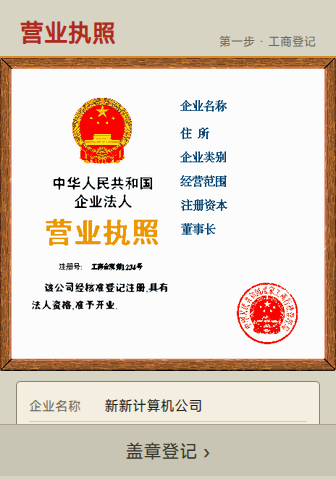 营业执照
第一步 · 工商登记
企业名称
住 所
企业类别
经营范围
注册资本
董事长
中华人民共和国
企业法人
营业执照
注册号:
该公司经核准登记注册,具有
法人资格,准予开业.
企业名称 新新计算机公司
盖章登记 ›